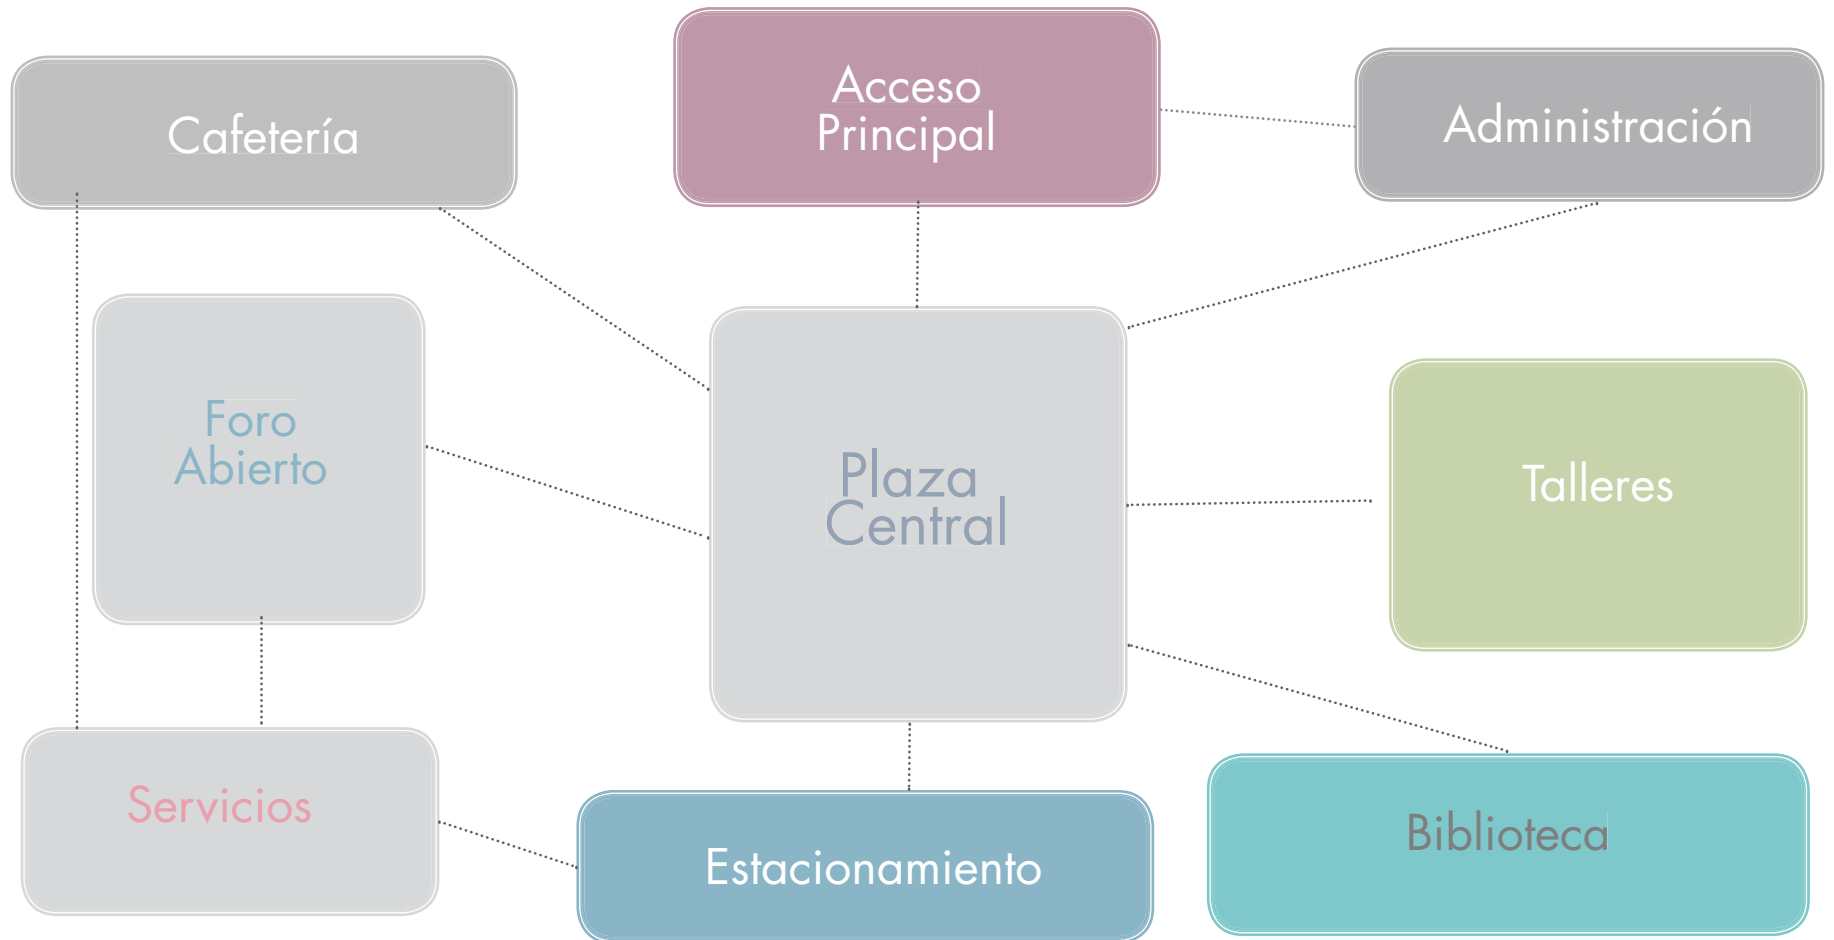 Acceso
Principal
Cafetería
Administración
Foro
Abierto
Plaza
Central
Talleres
Servicios
Estacionamiento
Biblioteca